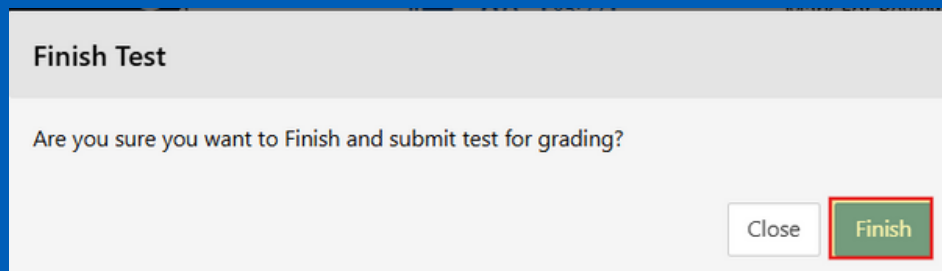 Finish Test
Are you sure you want to Finish and submit test for grading?
Close Finish